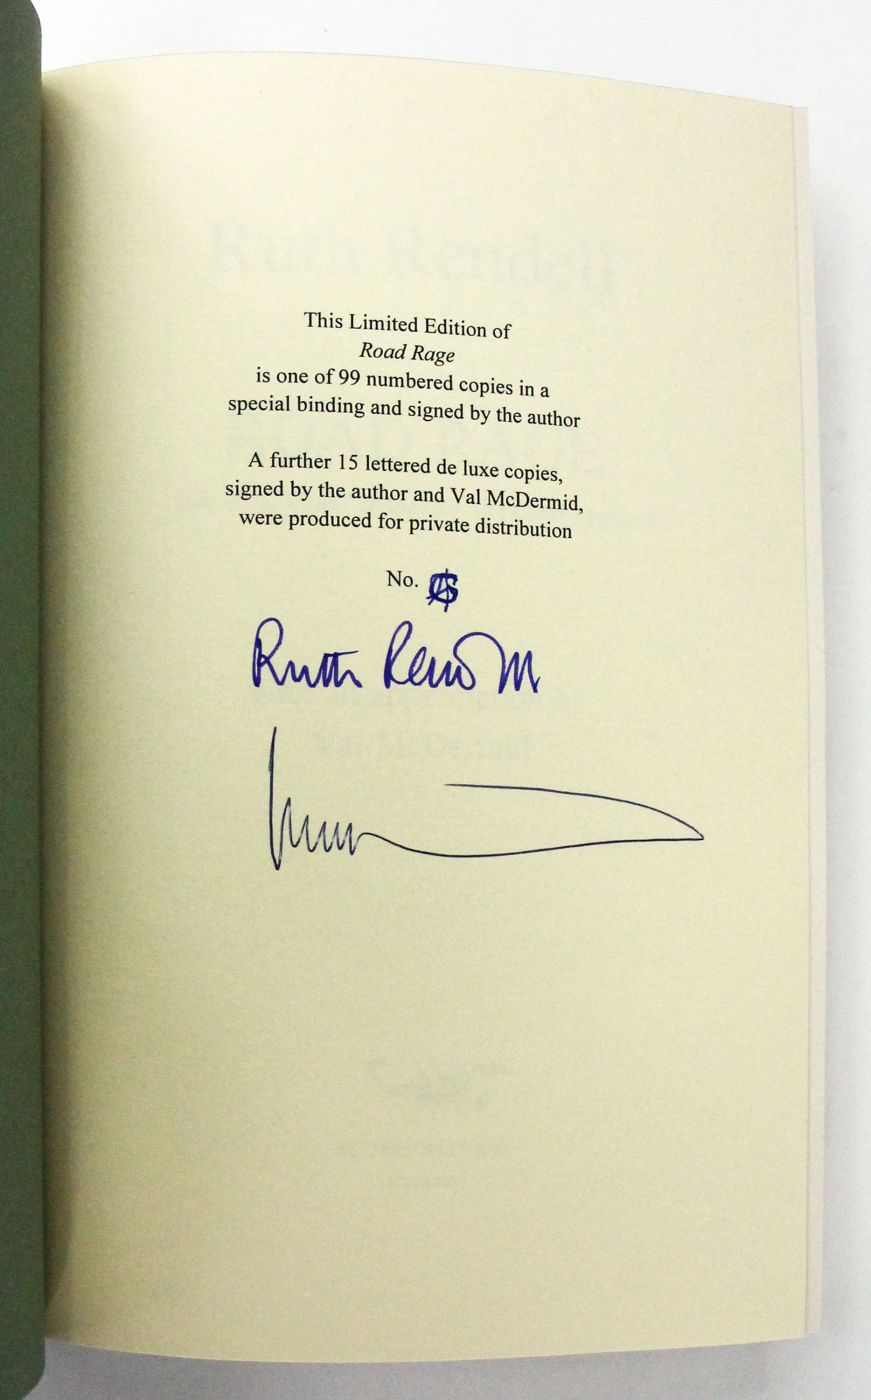 This Limited Edition of
Road Rage
is one of 99 numbered copies in a
special binding and signed by the author
A further 15 lettered de luxe copies,
signed by the author and Val McDermid,
were produced for private distribution
No.
Ruth Rendell